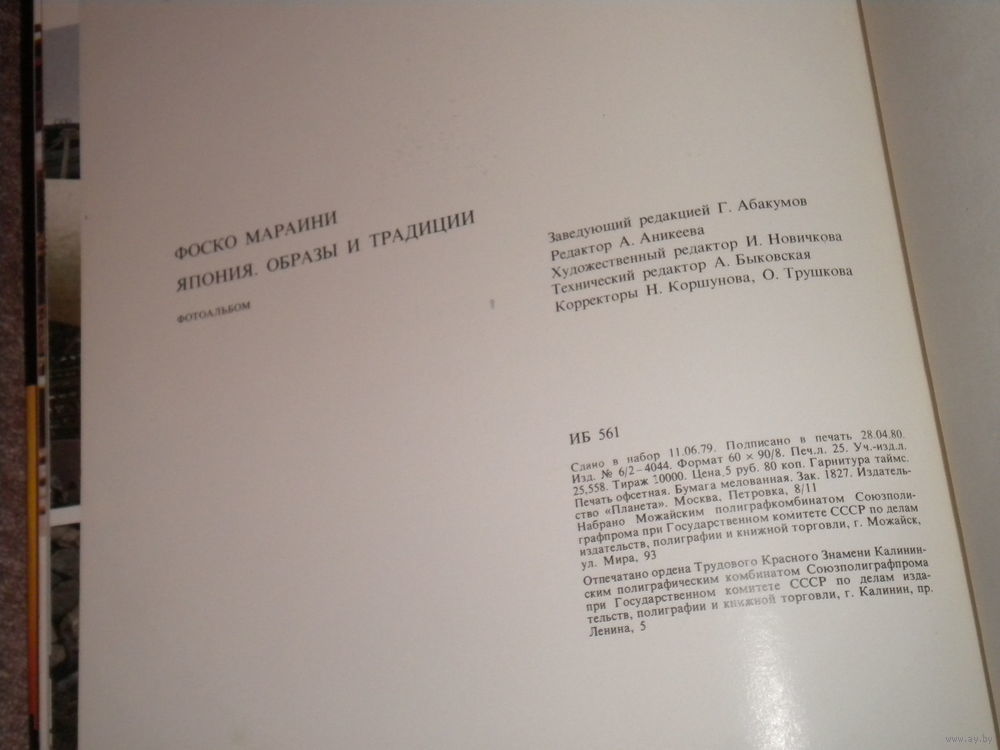 ФОСКО МАРАИНИ
ЯПОНИЯ. ОБРАЗЫ И ТРАДИЦИИ
ФОТОАЛЬБОМ
Заведующий редакцией Г. Абакумов
Редактор А. Аникеева
Художественный редактор И. Новичкова
Технический редактор А. Быковская
Корректоры Н. Коршунова, О. Трушкова
ИБ 561
Сдано в набор 11.06.79. Подписано в печать 28.04.80.
Изд. № 6/2–4044. Формат 60 × 90/8. Печ.л. 25. Уч.-изд.л.
25,558. Тираж 10000. Цена 5 руб. 80 коп. Гарнитура таймс.
Печать офсетная. Бумага мелованная. Зак. 1827. Издатель-
ство «Планета». Москва, Петровка, 8/11
Набрано Можайским полиграфкомбинатом Союзполи-
графпрома при Государственном комитете СССР по делам
издательств, полиграфии и книжной торговли, г. Можайск,
ул. Мира, 93
Отпечатано ордена Трудового Красного Знамени Калинин-
ским полиграфическим комбинатом Союзполиграфпрома
при Государственном комитете СССР по делам изда-
тельств, полиграфии и книжной торговли, г. Калинин, пр.
Ленина, 5
www.ay.by